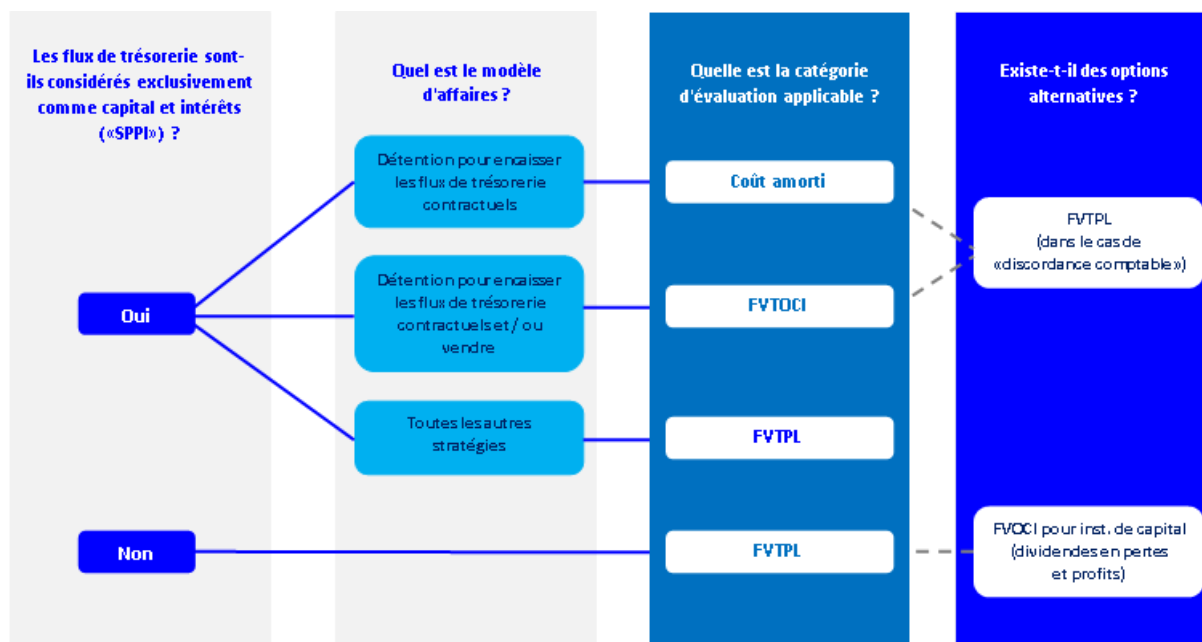 Les flux de trésorerie sont-
ils considérés exclusivement
comme capital et intérêts
(«SPPI») ?
Quel est le modèle
d'affaires ?
Quelle est la catégorie
d'évaluation applicable ?
Existe-t-il des options
alternatives ?
Oui
Détention pour encaisser
les flux de trésorerie
contractuels
Coût amorti
FVTPL
(dans le cas de
«discordance comptable»)
Détention pour encaisser
les flux de trésorerie
contractuels et / ou
vendre
FVTOCI
Toutes les autres
stratégies
FVTPL
Non
FVTPL
FVOCI pour inst. de capital
(dividendes en pertes
et profits)